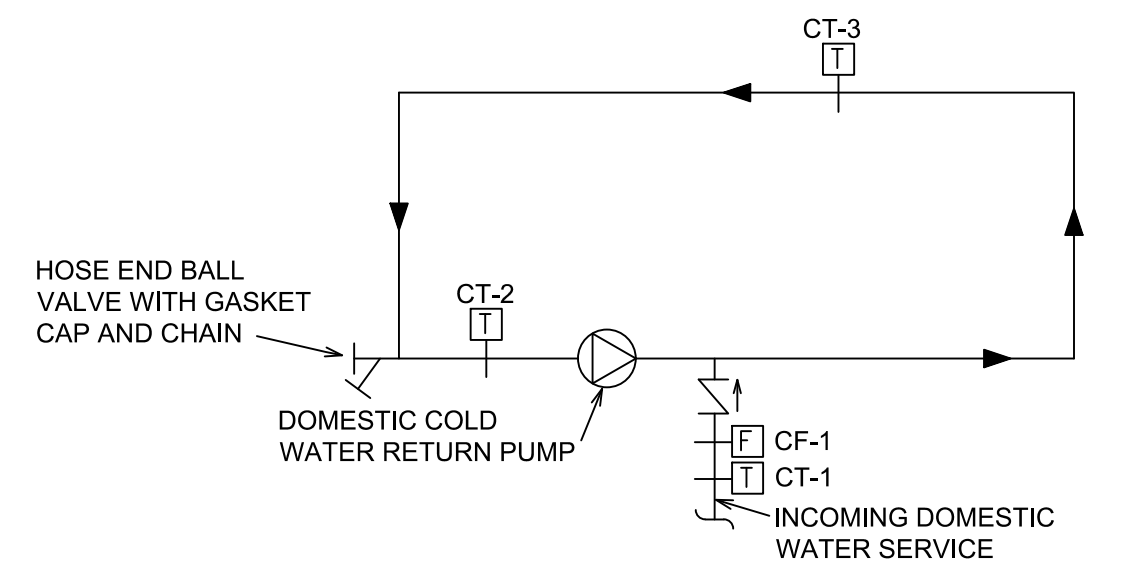 CT-3
T
HOSE END BALL
VALVE WITH GASKET
CAP AND CHAIN
CT-2
T
DOMESTIC COLD
WATER RETURN PUMP
F CF-1
T CT-1
INCOMING DOMESTIC
WATER SERVICE